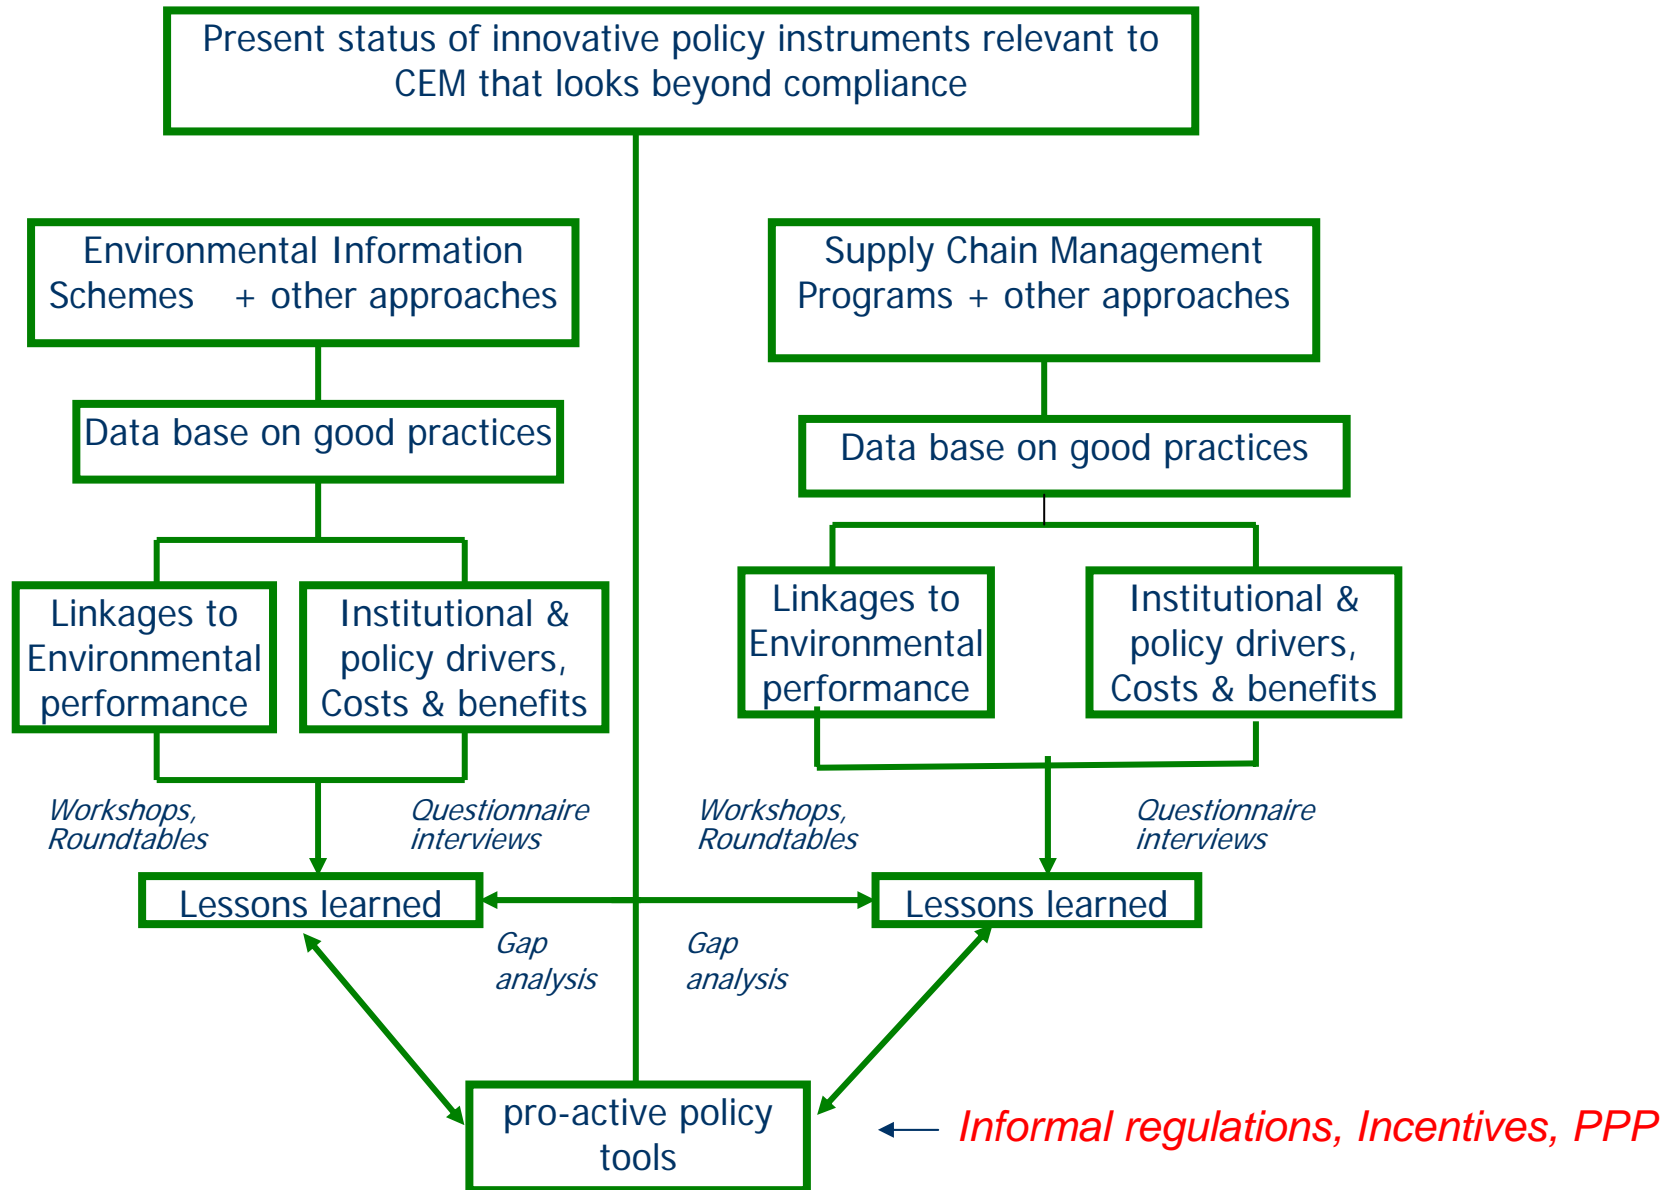 Present status of innovative policy instruments relevant to
CEM that looks beyond compliance
Environmental Information
Schemes + other approaches
Supply Chain Management
Programs + other approaches
Data base on good practices
Data base on good practices
Linkages to
Environmental
performance
Institutional &
policy drivers,
Costs & benefits
Linkages to
Environmental
performance
Institutional &
policy drivers,
Costs & benefits
Workshops,
Roundtables
Questionnaire
interviews
Workshops,
Roundtables
Questionnaire
interviews
Lessons learned
Lessons learned
Gap
analysis
Gap
analysis
pro-active policy
tools
Informal regulations, Incentives, PPP